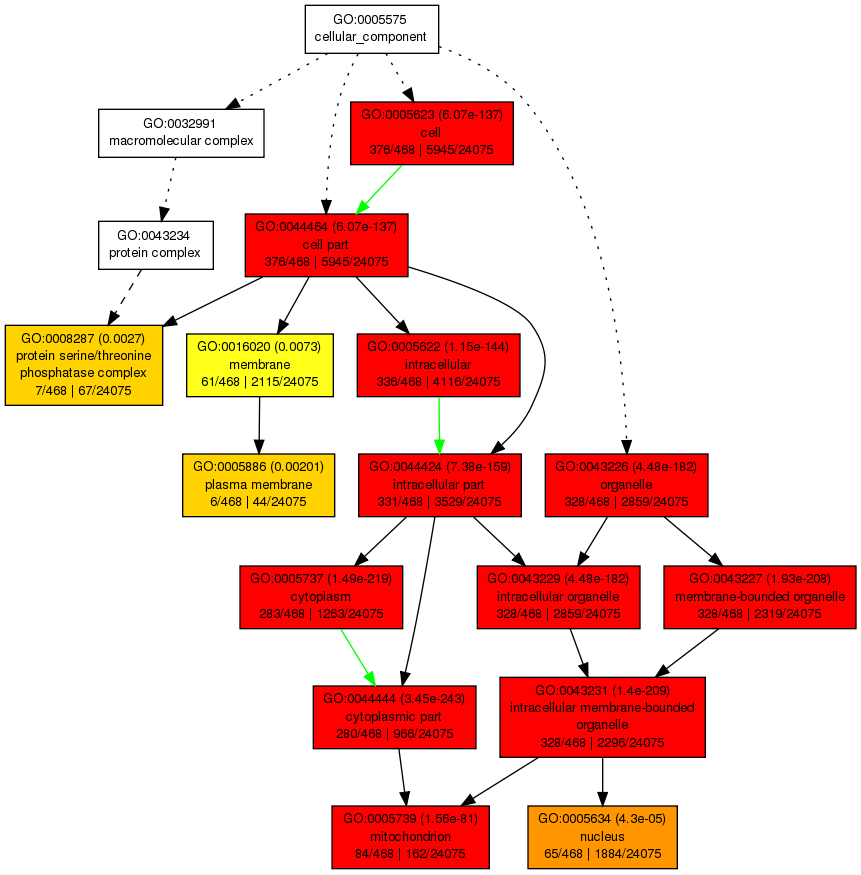 GO:0005575
cellular_component
GO:0005623 (6.07e-137)
cell
376/468 | 5945/24075
GO:0032991
macromolecular complex
GO:0044464 (6.07e-137)
cell part
376/468 | 5945/24075
GO:0043234
protein complex
GO:0008287 (0.0027)
protein serine/threonine
phosphatase complex
7/468 | 67/24075
GO:0016020 (0.0073)
membrane
61/468 | 2115/24075
GO:0005622 (1.15e-144)
intracellular
336/468 | 4116/24075
GO:0005886 (0.00201)
plasma membrane
6/468 | 44/24075
GO:0044424 (7.38e-159)
intracellular part
331/468 | 3529/24075
GO:0043226 (4.48e-182)
organelle
328/468 | 2859/24075
GO:0005737 (1.49e-219)
cytoplasm
283/468 | 1263/24075
GO:0043229 (4.48e-182)
intracellular organelle
328/468 | 2859/24075
GO:0043227 (1.93e-208)
membrane-bounded organelle
328/468 | 2319/24075
GO:0044444 (3.45e-243)
cytoplasmic part
280/468 | 966/24075
GO:0043231 (1.4e-209)
intracellular membrane-bounded
organelle
328/468 | 2296/24075
GO:0005739 (1.56e-81)
mitochondrion
84/468 | 162/24075
GO:0005634 (4.3e-05)
nucleus
65/468 | 1884/24075